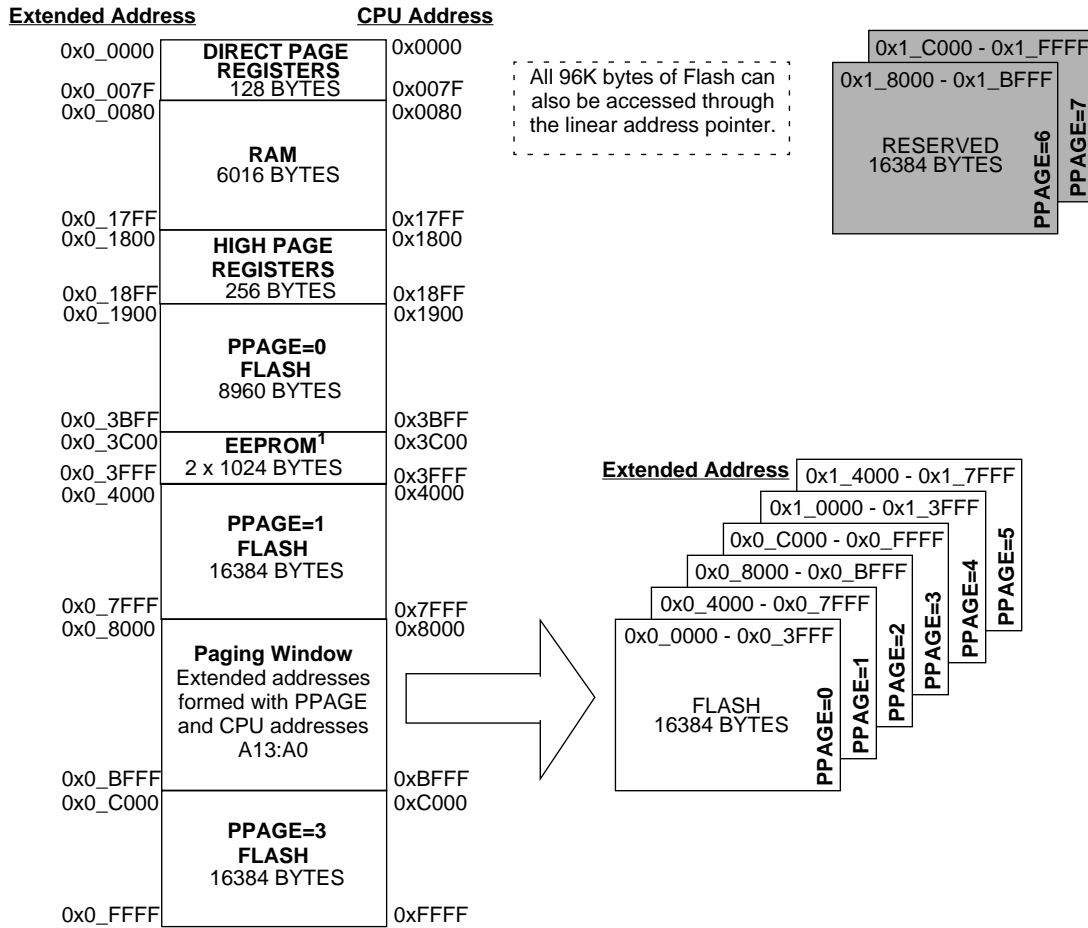 Extended Address
CPU Address
0x0_0000
DIRECT PAGE
0x0000
REGISTERS
0x0_007F
128 BYTES
0x007F
0x0_0080
0x0080
RAM
6016 BYTES
0x0_17FF
0x17FF
0x0_1800
0x1800
HIGH PAGE
REGISTERS
0x0_18FF
256 BYTES
0x18FF
0x0_1900
0x1900
PPAGE=0
FLASH
8960 BYTES
0x0_3BFF
0x3BFF
0x0_3C00
0x3C00
EEPROM1
2 x 1024 BYTES
0x0_3FFF
0x3FFF
0x0_4000
0x4000
PPAGE=1
FLASH
16384 BYTES
0x0_7FFF
0x7FFF
0x0_8000
0x8000
Paging Window
Extended addresses
formed with PPAGE
and CPU addresses
A13:A0
0x0_BFFF
0xBFFF
0x0_C000
0xC000
PPAGE=3
FLASH
16384 BYTES
0x0_FFFF
0xFFFF
All 96K bytes of Flash can
also be accessed through
the linear address pointer.
0x1_C000 - 0x1_FFFF
0x1_8000 - 0x1_BFFF
RESERVED
16384 BYTES
PPAGE=6
PPAGE=7
Extended Address
0x1_4000 - 0x1_7FFF
0x1_0000 - 0x1_3FFF
0x0_C000 - 0x0_FFFF
0x0_8000 - 0x0_BFFF
0x0_4000 - 0x0_7FFF
0x0_0000 - 0x0_3FFF
FLASH
16384 BYTES
PPAGE=0
PPAGE=1
PPAGE=2
PPAGE=3
PPAGE=4
PPAGE=5